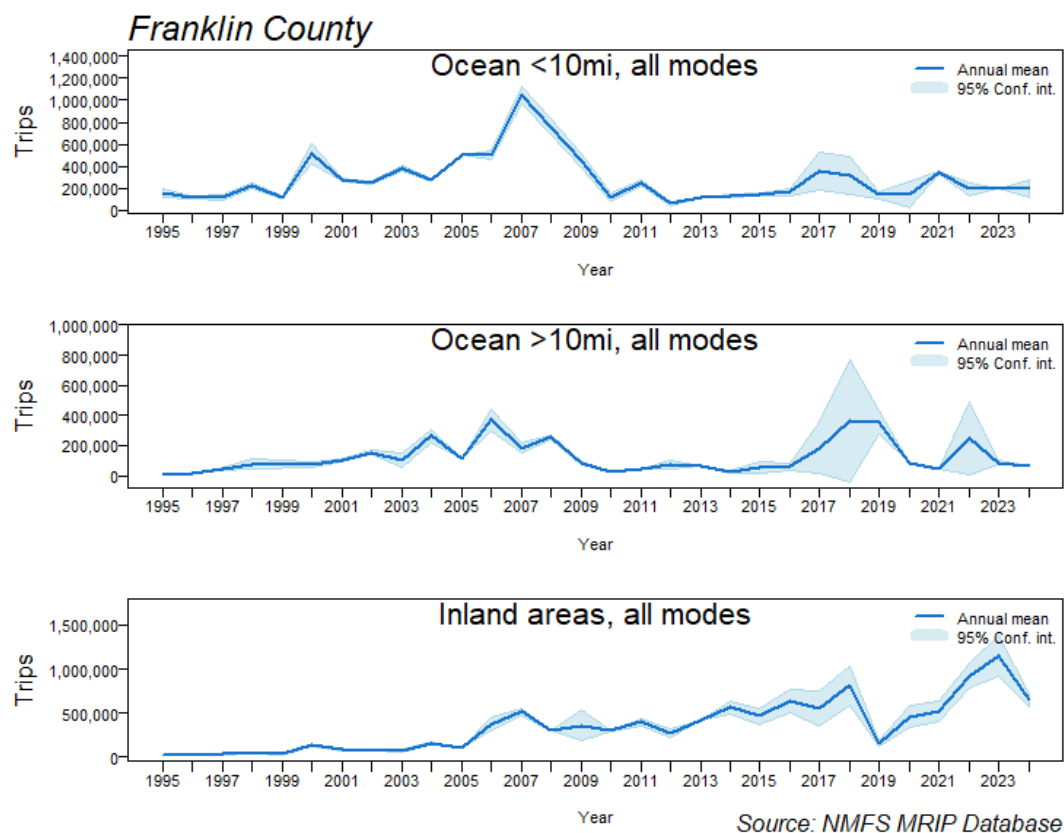 Franklin County
Ocean <10mi, all modes
Annual mean
95% Conf. int.
Trips
1,400,000
1,200,000
1,000,000
800,000
600,000
400,000
200,000
0
1995 1997 1999 2001 2003 2005 2007 2009 2011 2013 2015 2017 2019 2021 2023
Year
Ocean >10mi, all modes
Annual mean
95% Conf. int.
Trips
1,000,000
800,000
600,000
400,000
200,000
0
1995 1997 1999 2001 2003 2005 2007 2009 2011 2013 2015 2017 2019 2021 2023
Year
Inland areas, all modes
Annual mean
95% Conf. int.
Trips
1,500,000
1,000,000
500,000
0
1995 1997 1999 2001 2003 2005 2007 2009 2011 2013 2015 2017 2019 2021 2023
Year
Source: NMFS MRIP Database